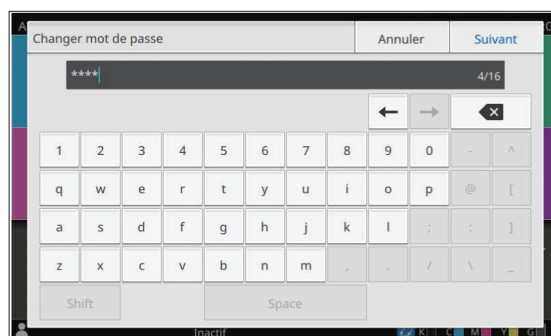 Changer mot de passe Annuler Suivant
**** 4/16
← →
1 2 3 4 5 6 7 8 9 0 - ^
q w e r t y u i o p @ [
a s d f g h j k l ; : ]
z x c v b n m , . / \ _
Shift Space
Inactif K C M Y G